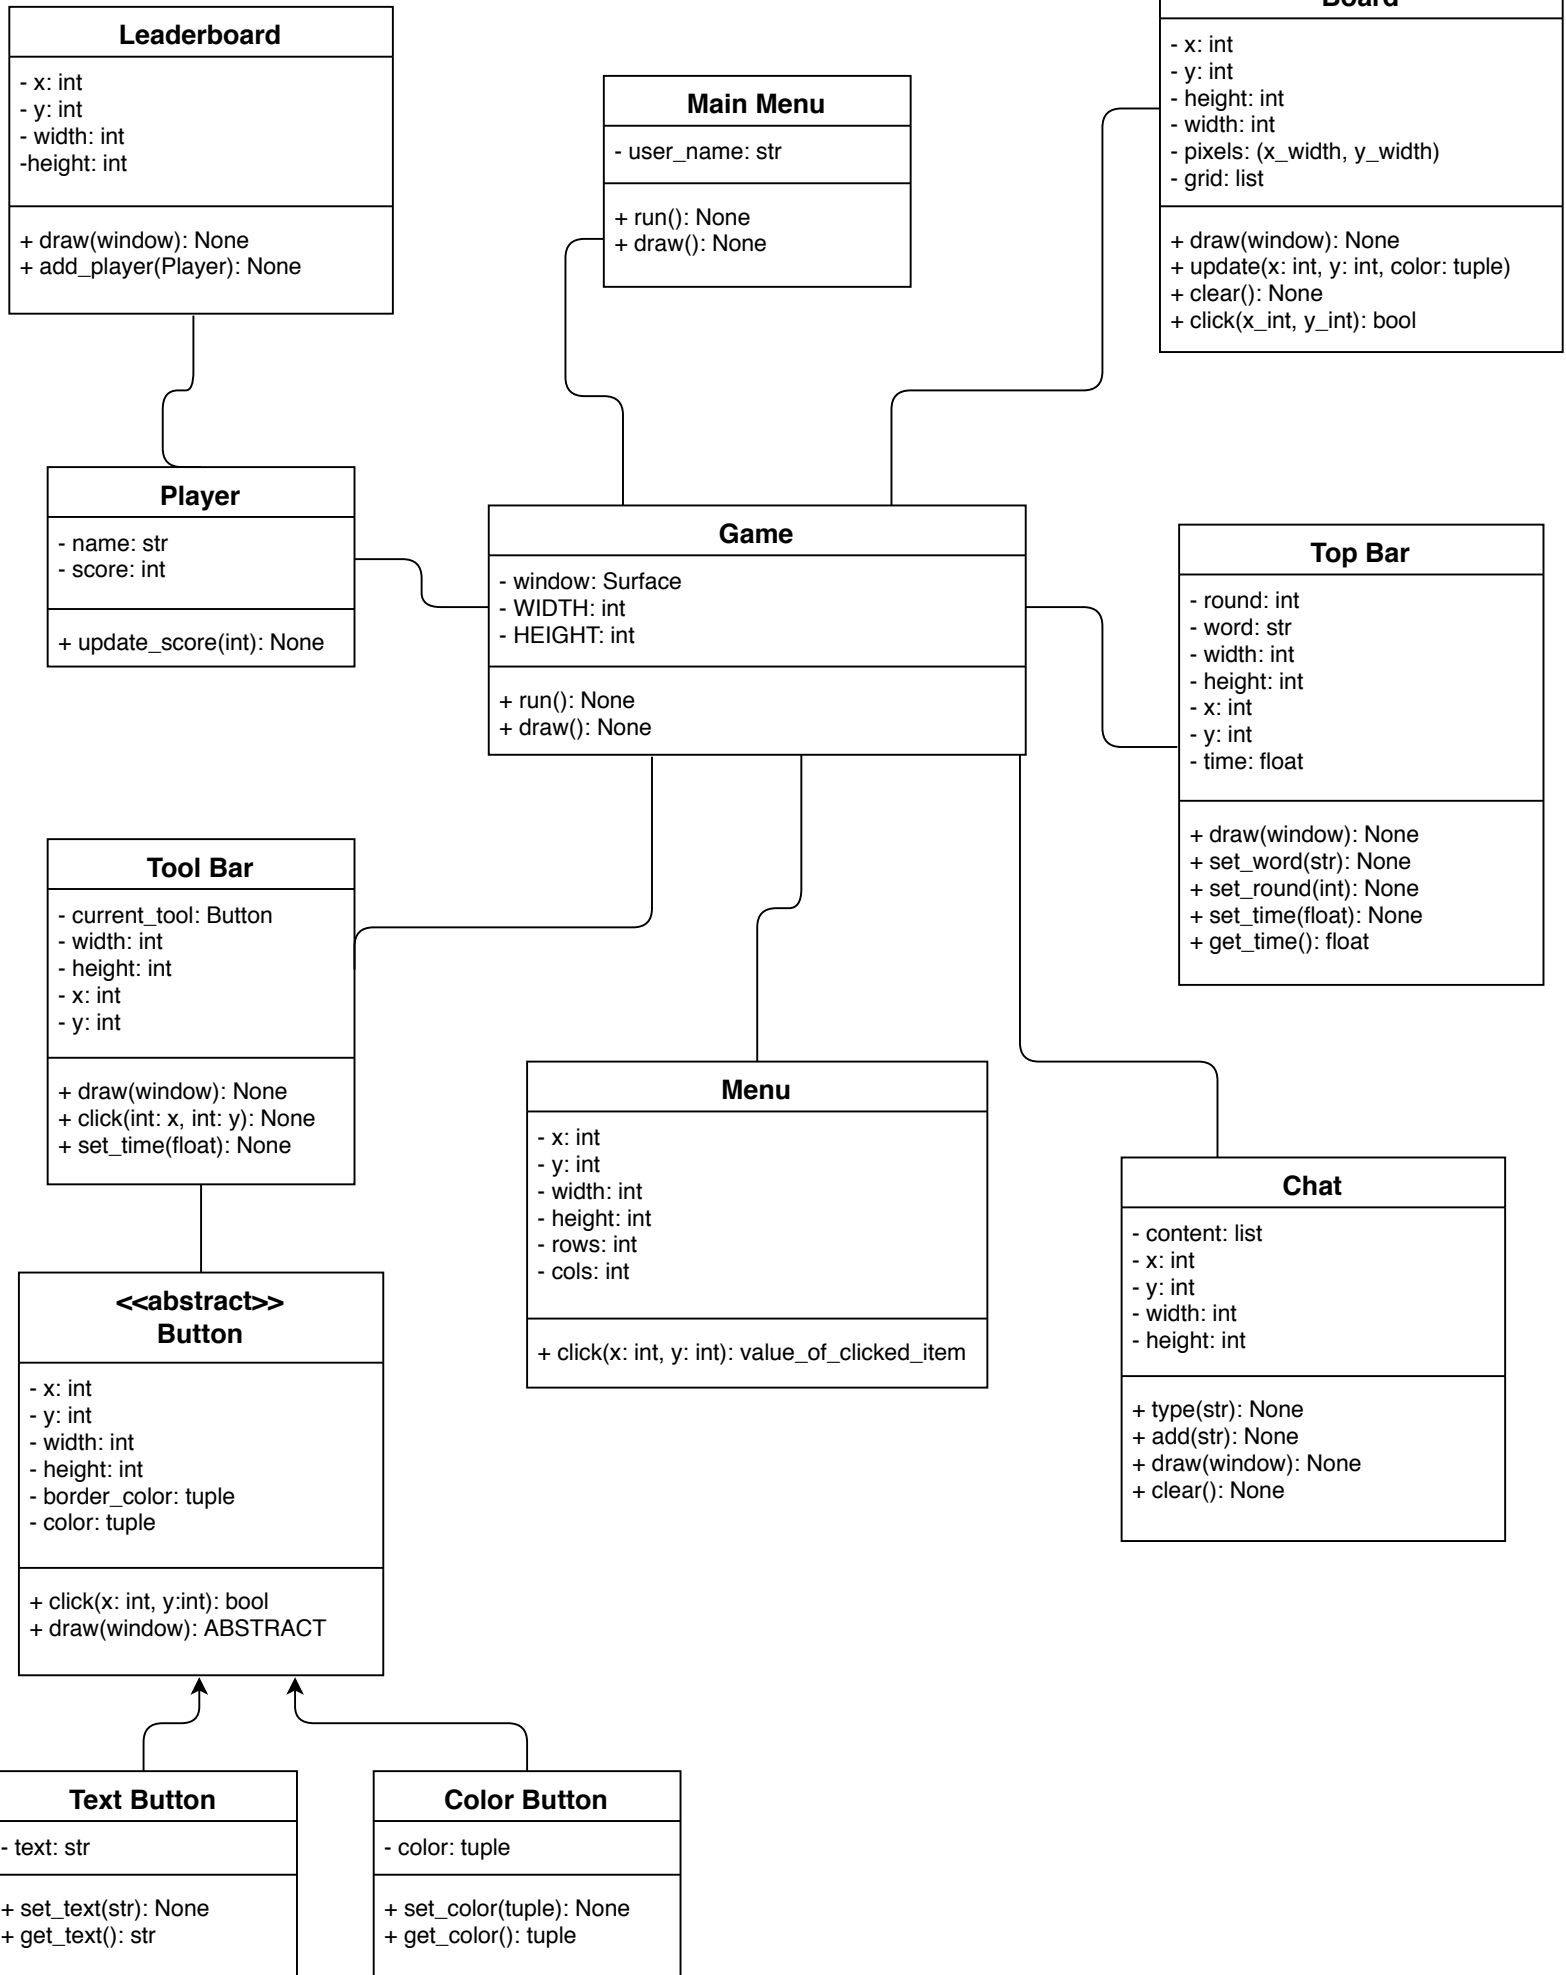 Board
Leaderboard
- x: int
- y: int
- width: int
-height: int
+ draw(window): None
+ add_player(Player): None
Main Menu
- user_name: str
+ run(): None
+ draw(): None
- x: int
- y: int
- height: int
- width: int
- pixels: (x_width, y_width)
- grid: list
+ draw(window): None
+ update(x: int, y: int, color: tuple)
+ clear(): None
+ click(x_int, y_int): bool
Player
- name: str
- score: int
+ update_score(int): None
Game
- window: Surface
- WIDTH: int
- HEIGHT: int
+ run(): None
+ draw(): None
Top Bar
- round: int
- word: str
- width: int
- height: int
- x: int
- y: int
- time: float
+ draw(window): None
+ set_word(str): None
+ set_round(int): None
+ set_time(float): None
+ get_time(): float
Tool Bar
- current_tool: Button
- width: int
- height: int
- x: int
- y: int
+ draw(window): None
+ click(int: x, int: y): None
+ set_time(float): None
Menu
- x: int
- y: int
- width: int
- height: int
- rows: int
- cols: int
+ click(x: int, y: int): value_of_clicked_item
Chat
- content: list
- x: int
- y: int
- width: int
- height: int
+ type(str): None
+ add(str): None
+ draw(window): None
+ clear(): None
<<abstract>>
Button
- x: int
- y: int
- width: int
- height: int
- border_color: tuple
- color: tuple
+ click(x: int, y:int): bool
+ draw(window): ABSTRACT
Text Button
- text: str
+ set_text(str): None
+ get_text(): str
Color Button
- color: tuple
+ set_color(tuple): None
+ get_color(): tuple